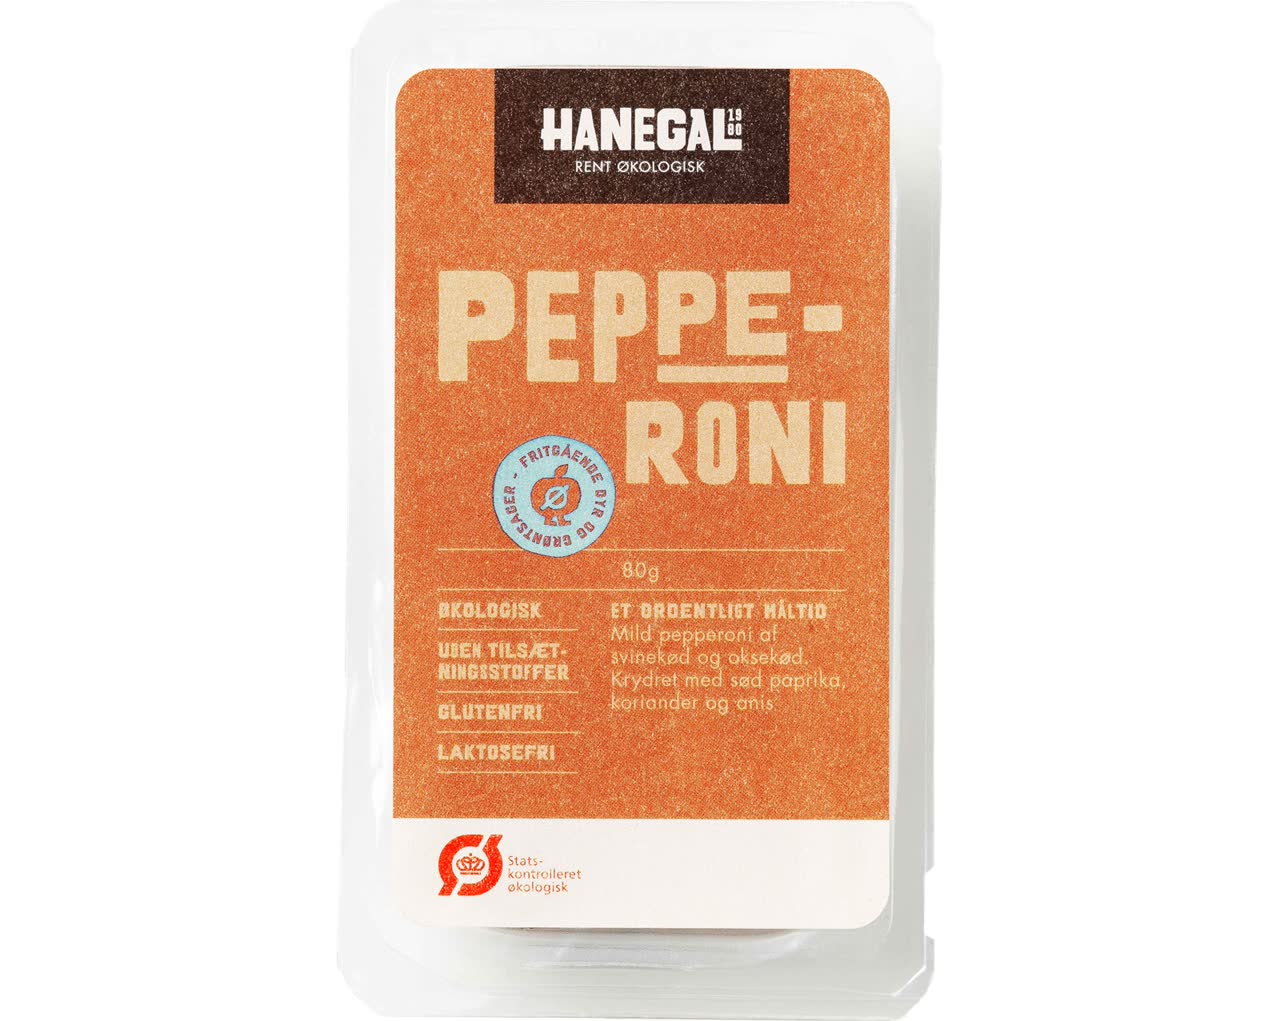 HANEGAL 19 80
RENT ØKOLOGISK
PEPPE-
RONI
FRITGÅENDE DYR OG GRØNTSAGER -
Ø
80g
ØKOLOGISK
UDEN TILSÆT-
NINGSSTOFFER
GLUTENFRI
LAKTOSEFRI
ET ORDENTLIGT MÅLTID
Mild pepperoni af
svinekød og oksekød.
Krydret med sød paprika,
koriander og anis
Ø
Stats-
kontrolleret
økologisk